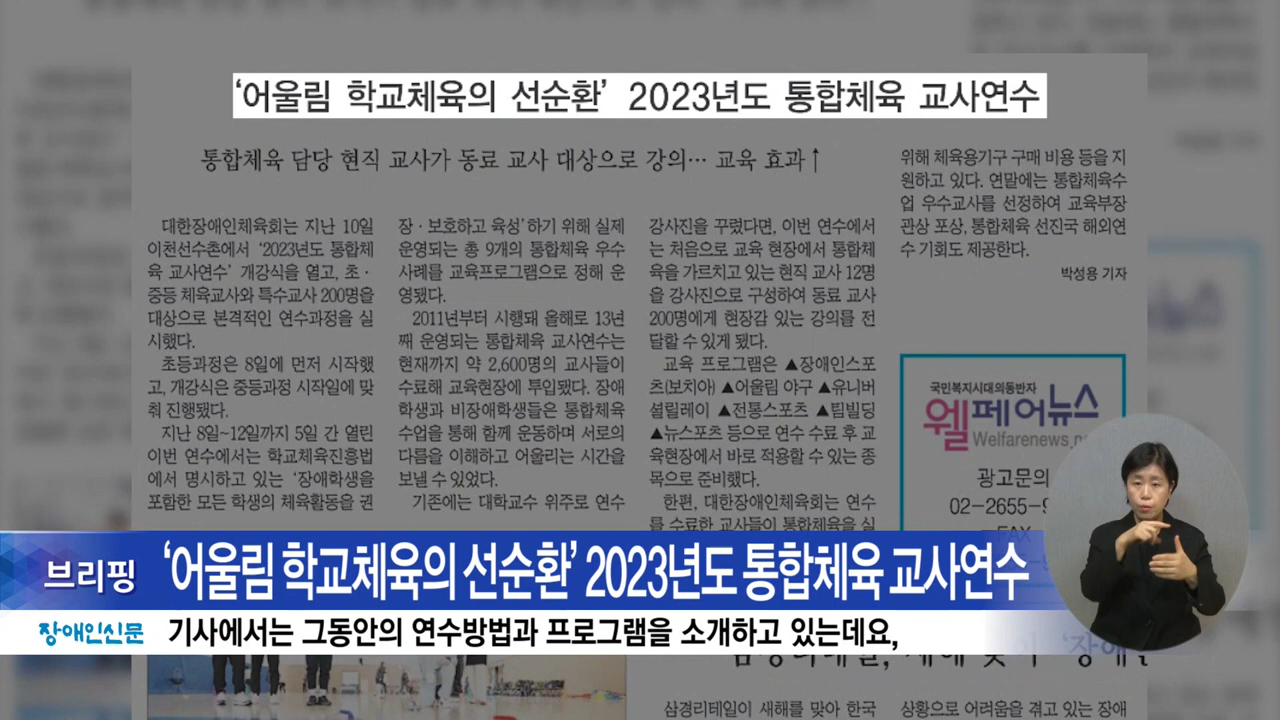 ‘어울림 학교체육의 선순환’ 2023년도 통합체육 교사연수
통합체육 담당 현직 교사가 동료 교사 대상으로 강의… 교육 효과↑
대한장애인체육회는 지난 10일
이천선수촌에서 ‘2023년도 통합체
육 교사연수’ 개강식을 열고, 초·
중등 체육교사와 특수교사 200명을
대상으로 본격적인 연수과정을 실
시했다.
초등과정은 8일에 먼저 시작했
고, 개강식은 중등과정 시작일에 맞
춰 진행됐다.
지난 8일~12일까지 5일 간 열린
이번 연수에서는 학교체육진흥법
에서 명시하고 있는 ‘장애학생을
포함한 모든 학생의 체육활동을 권
장·보호하고 육성’하기 위해 실제
운영되는 총 9개의 통합체육 우수
사례를 교육프로그램으로 정해 운
영됐다.
2011년부터 시행돼 올해로 13년
째 운영되는 통합체육 교사연수는
현재까지 약 2,600명의 교사들이
수료해 교육현장에 투입됐다. 장애
학생과 비장애학생들은 통합체육
수업을 통해 함께 운동하며 서로의
다름을 이해하고 어울리는 시간을
보낼 수 있었다.
기존에는 대학교수 위주로 연수
강사진을 꾸렸다면, 이번 연수에서
는 처음으로 교육 현장에서 통합체
육을 가르치고 있는 현직 교사 12명
을 강사진으로 구성하여 동료 교사
200명에게 현장감 있는 강의를 전
달할 수 있게 됐다.
교육 프로그램은 ▲장애인스포
츠(보치아) ▲어울림 야구 ▲유니버
설릴레이 ▲전통스포츠 ▲팀빌딩
▲뉴스포츠 등으로 연수 수료 후 교
육현장에서 바로 적용할 수 있는 종
목으로 준비했다.
한편, 대한장애인체육회는 연수
를 수료한 교사들이 통합체육을 실
위해 체육용기구 구매 비용 등을 지
원하고 있다. 연말에는 통합체육수
업 우수교사를 선정하여 교육부장
관상 포상, 통합체육 선진국 해외연
수 기회도 제공한다.
박성용 기자
국민복지시대의동반자
웰페어뉴스
Welfarenews.n
광고문의
02-2655-
FAX
브리핑 ‘어울림 학교체육의 선순환’ 2023년도 통합체육 교사연수
장애인신문 기사에서는 그동안의 연수방법과 프로그램을 소개하고 있는데요,
삼경리테일이 새해를 맞아 한국
상황으로 어려움을 겪고 있는 장애